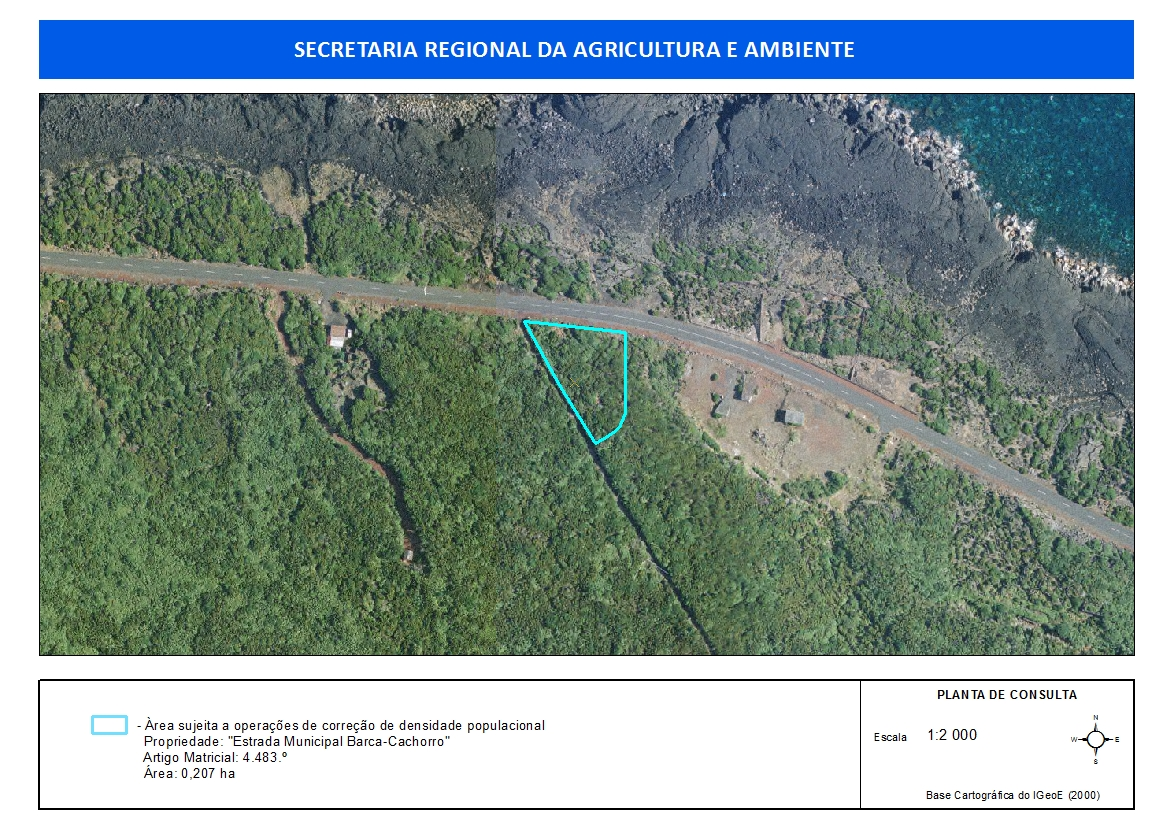 SECRETARIA REGIONAL DA AGRICULTURA E AMBIENTE
- Àrea sujeita a operações de correção de densidade populacional
Propriedade: "Estrada Municipal Barca-Cachorro"
Artigo Matricial: 4.483.º
Área: 0,207 ha
PLANTA DE CONSULTA
Escala 1:2 000
N
W E
S
Base Cartográfica do IGeoE (2000)